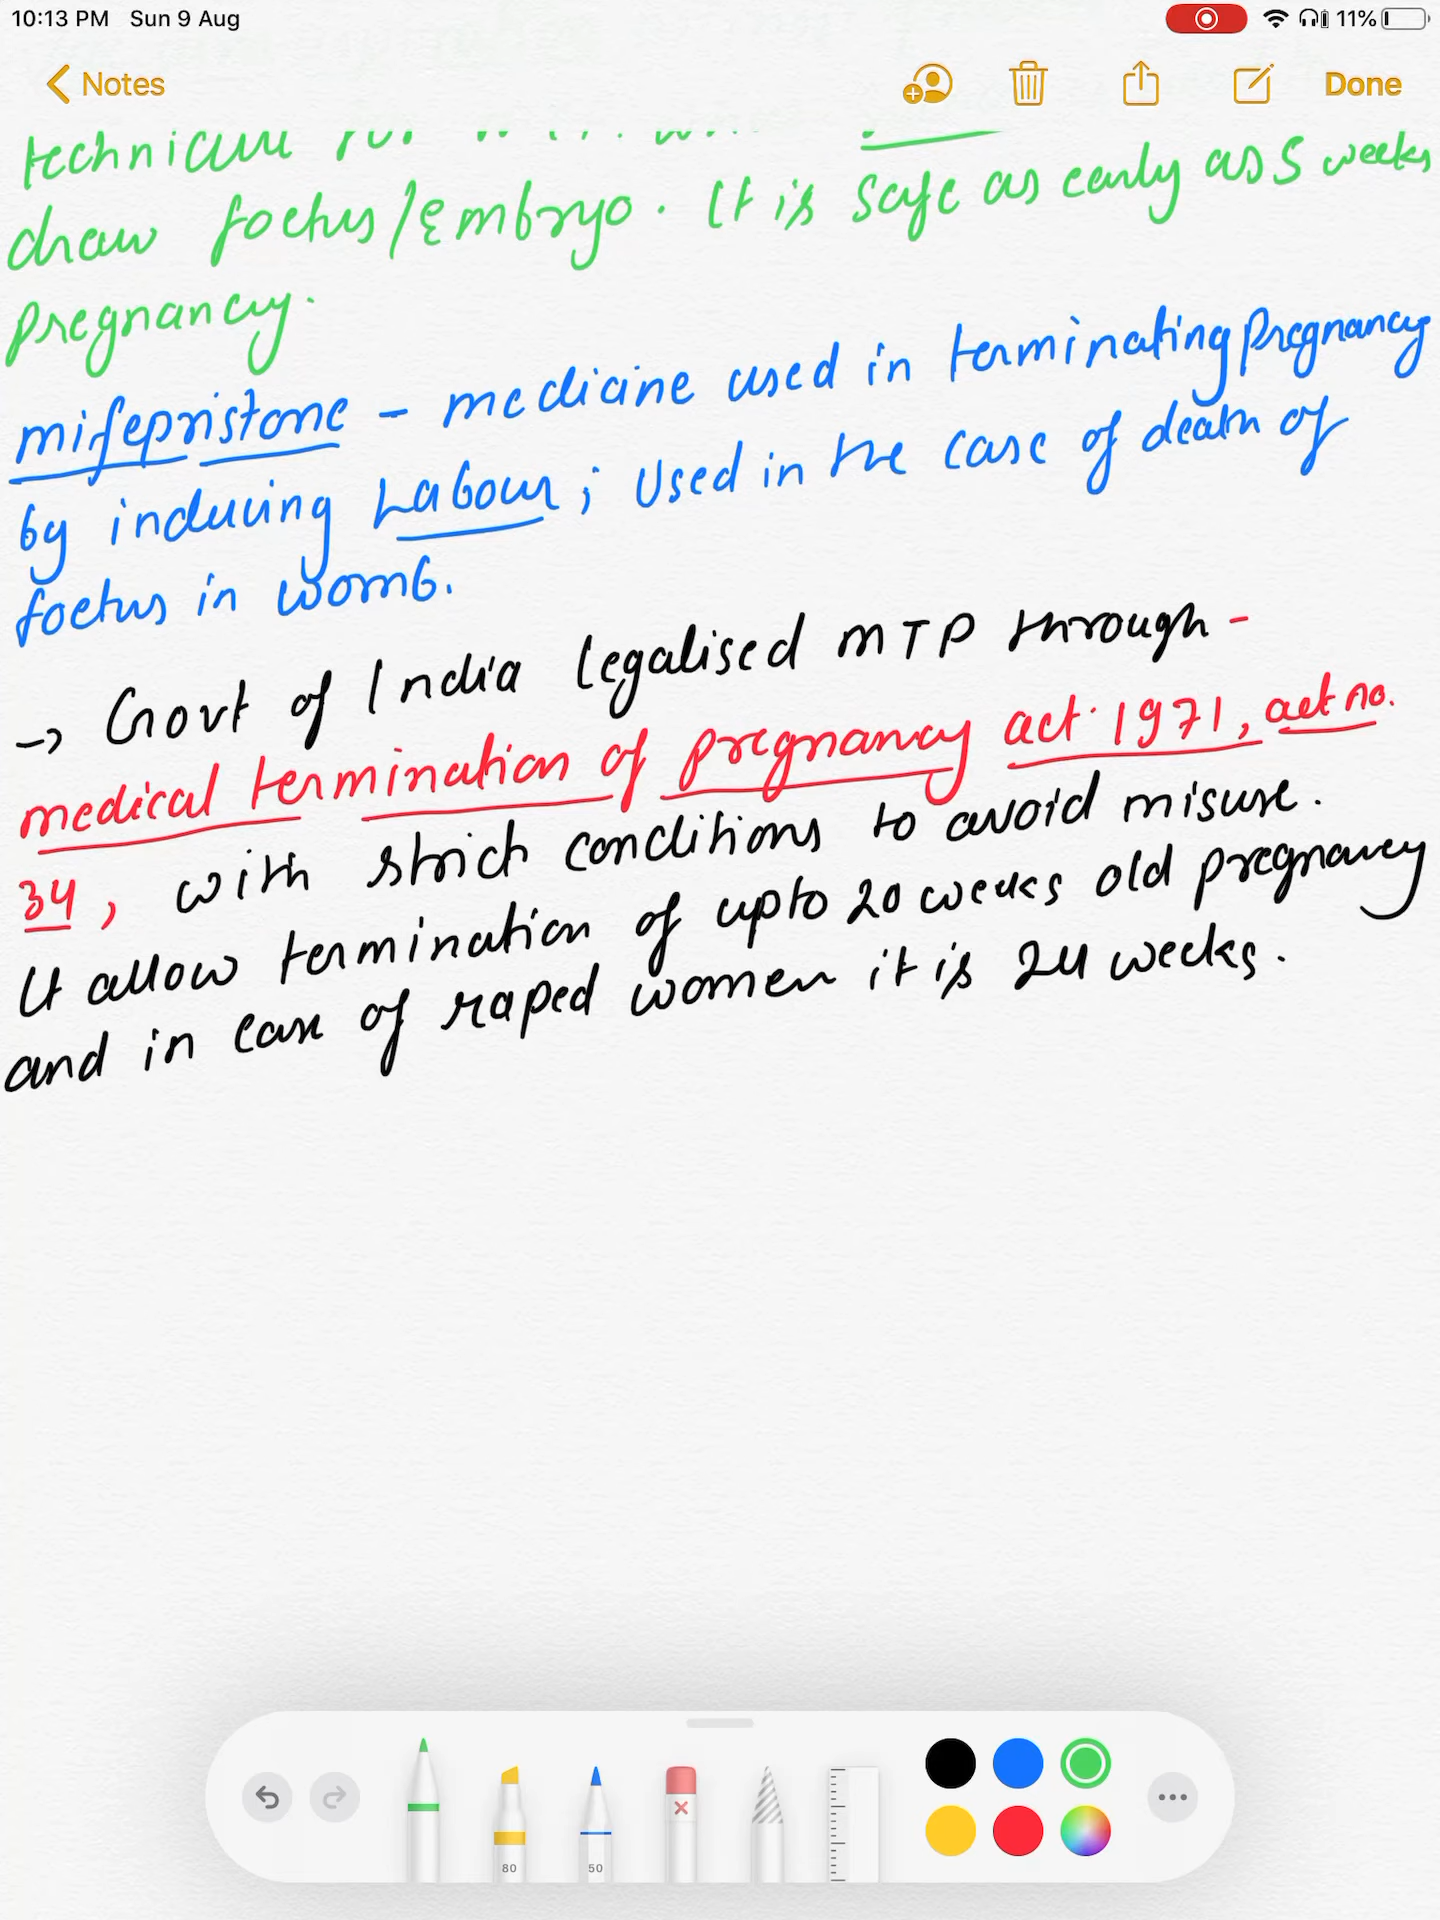 10:13 PM Sun 9 Aug 11%
Notes Done
technique for
draw foetus/Embryo. It is safe as early as 5 weeks
pregnancy.
mifepristone - medicine used in terminating pregnancy
by inducing Labour; Used in the case of death of
foetus in womb.
-> Govt of India legalised MTP through -
medical termination of pregnancy act 1971, act no.
34, with strict conditions to avoid misuse.
It allow termination of upto 20 weeks old pregnancy
and in case of raped women it is 24 weeks.
80 50